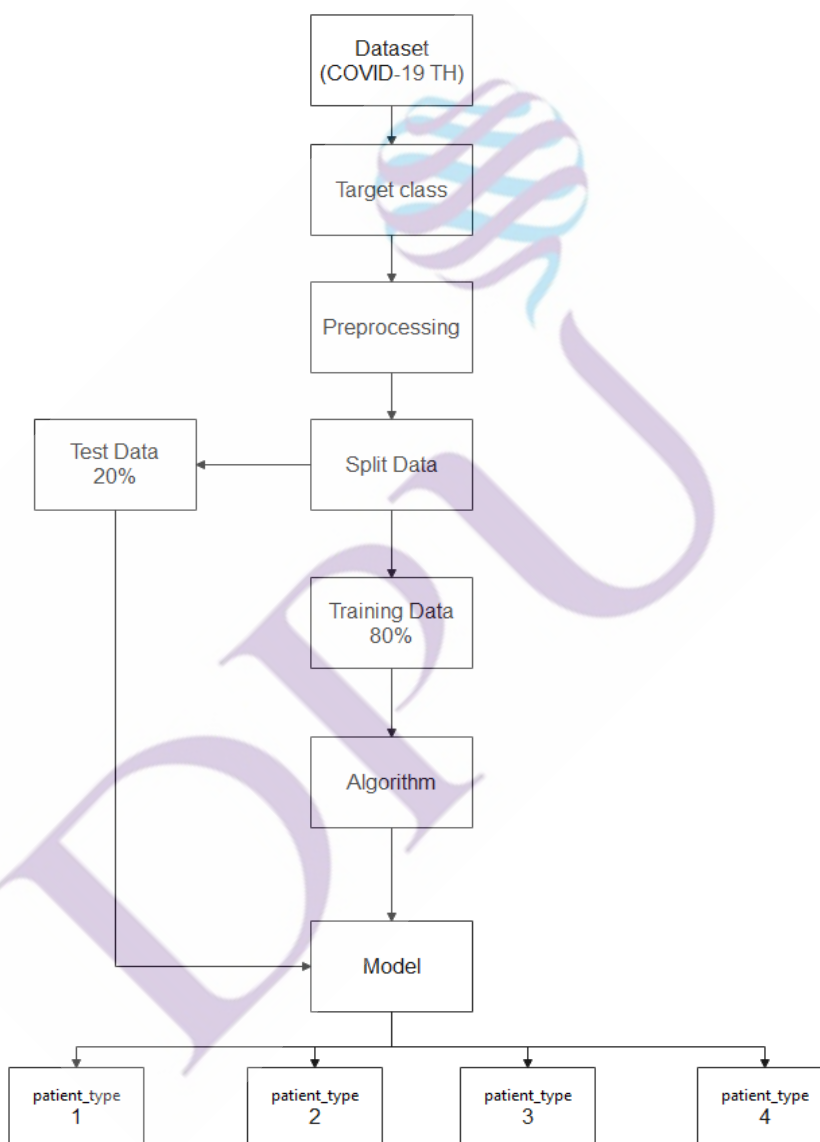 Dataset
(COVID-19 TH)
Target class
Preprocessing
Test Data
20%
Split Data
Training Data
80%
Algorithm
Model
patient_type
1
patient_type
2
patient_type
3
patient_type
4
DPU